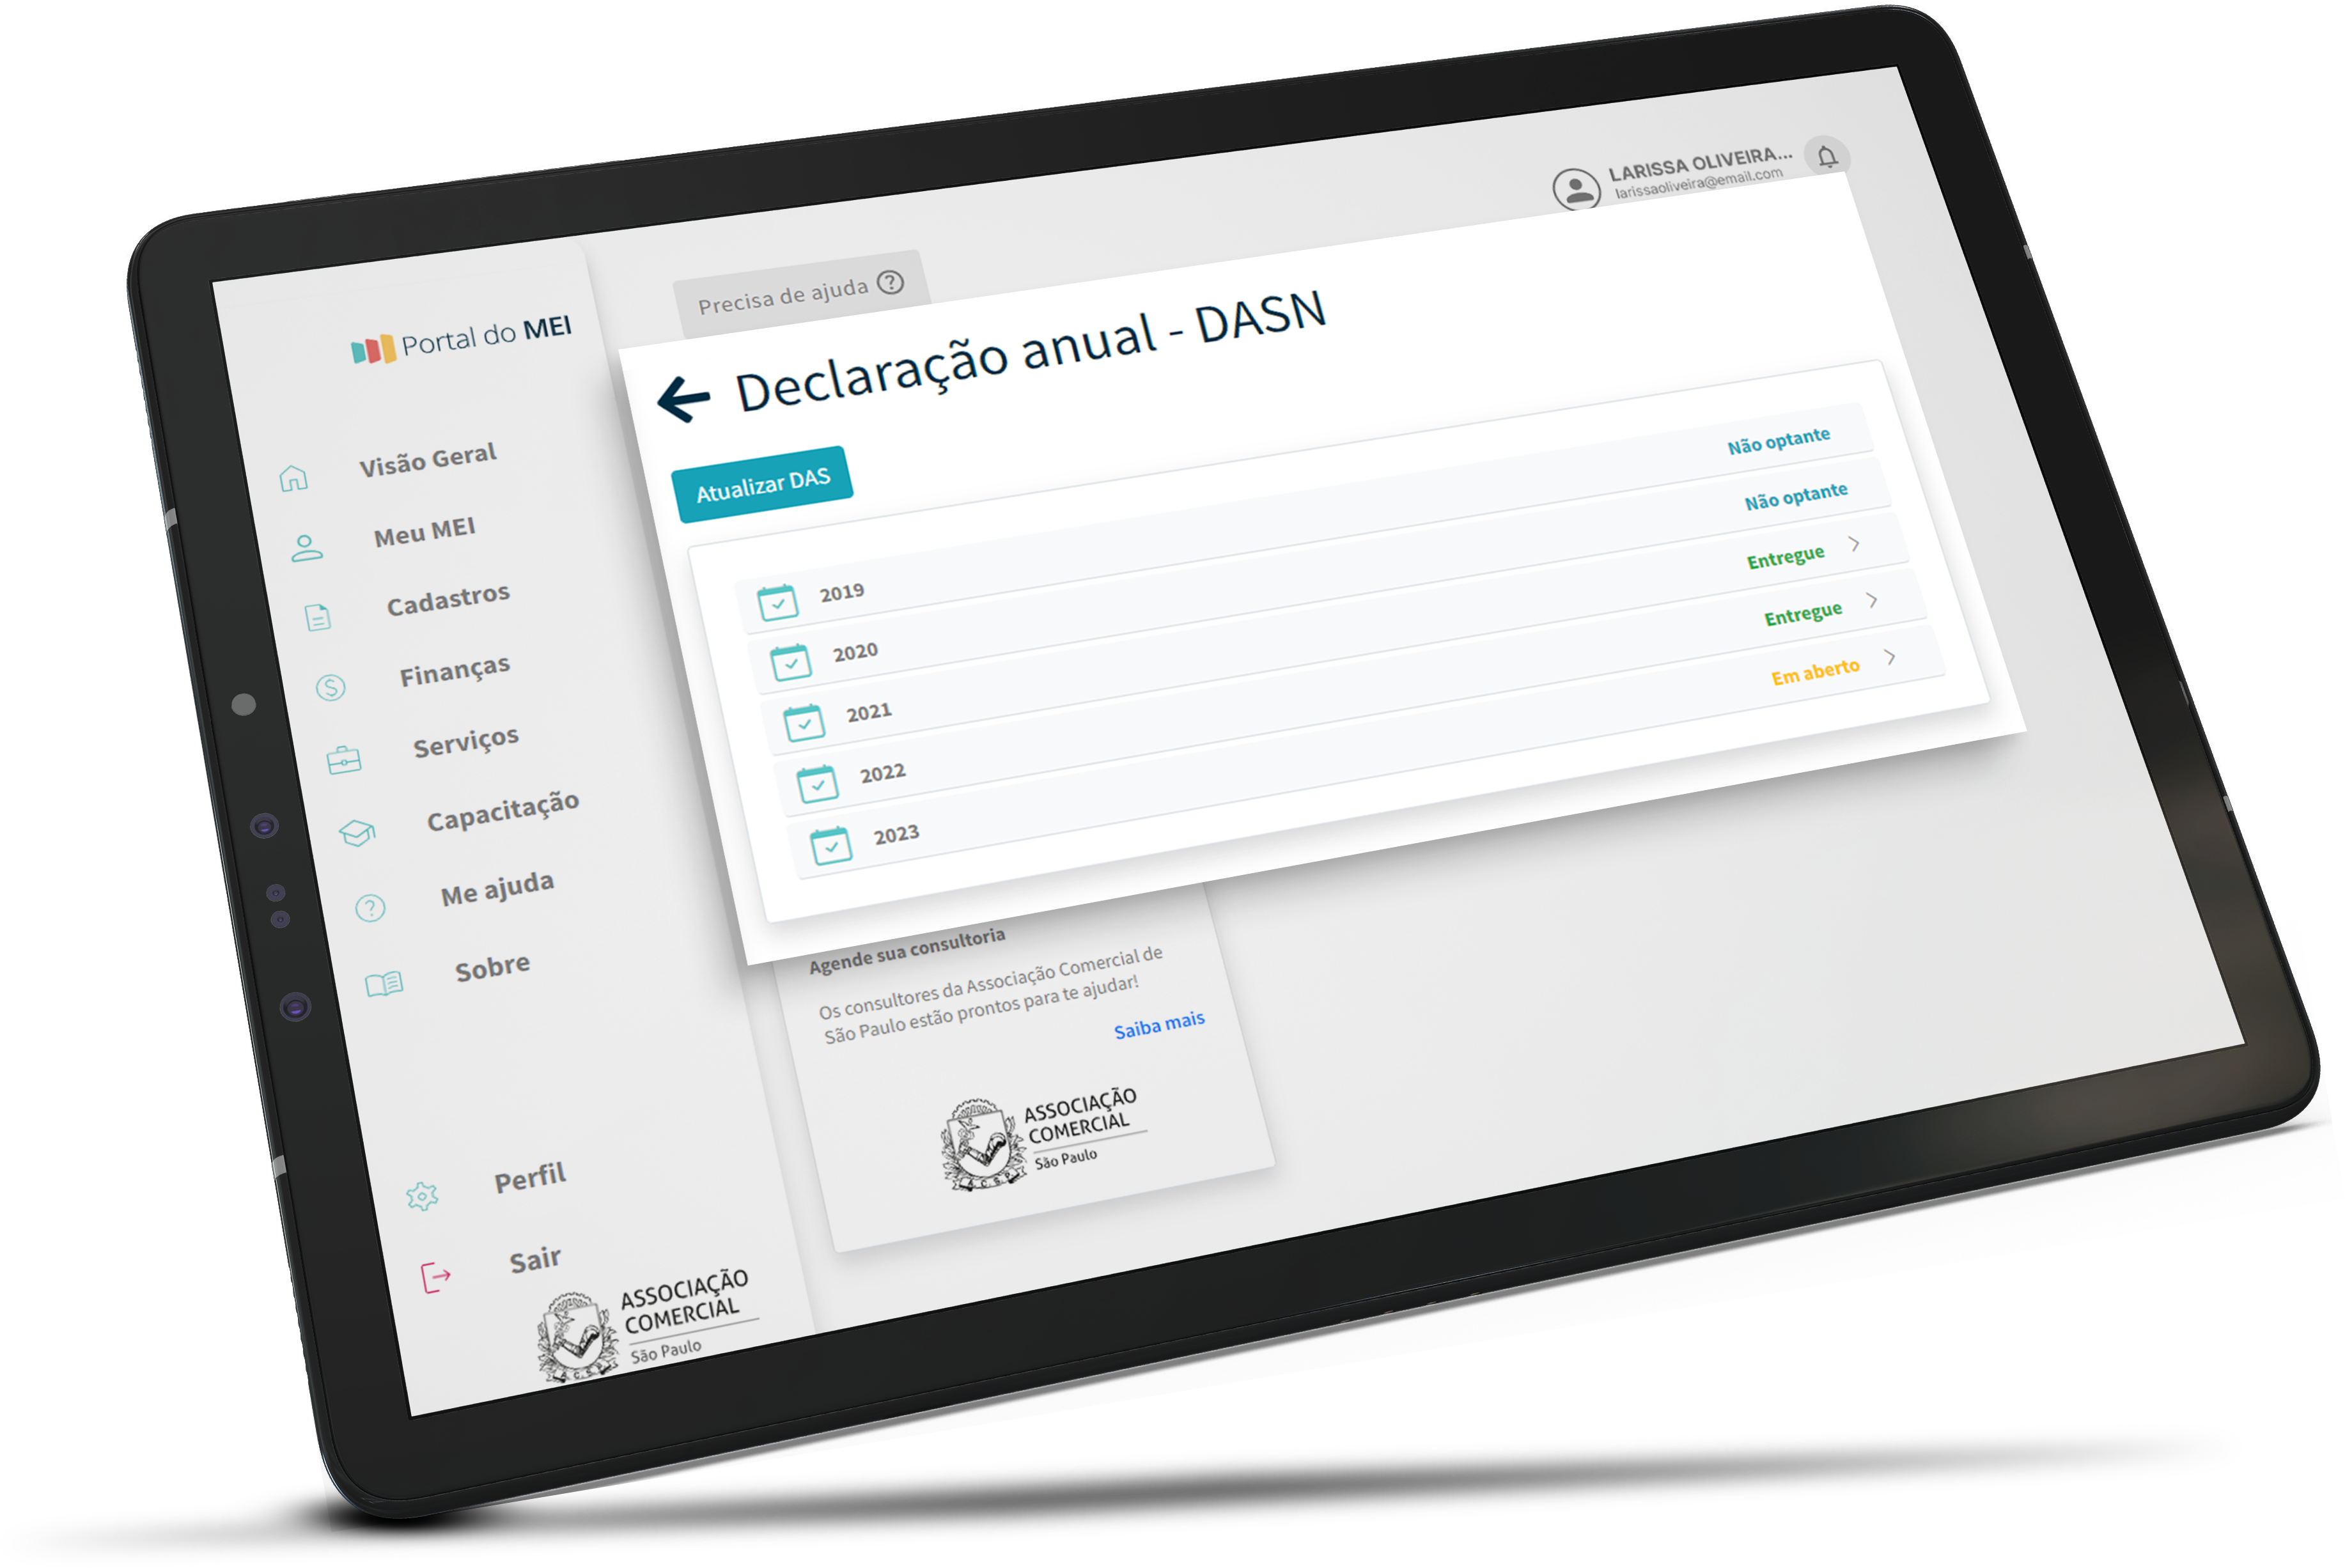 LARISSA OLIVEIRA...
larissaoliveira@email.com
Portal do MEI
Visão Geral
Meu MEI
Cadastros
Finanças
Serviços
Capacitação
Me ajuda
Sobre
Perfil
Sair
ASSOCIAÇÃO
COMERCIAL
São Paulo
A.C.S.P.
Precisa de ajuda ?
Declaração anual - DASN
Atualizar DAS
2019 Não optante
2020 Não optante
2021 Entregue
2022 Entregue
2023 Em aberto
Agende sua consultoria
Os consultores da Associação Comercial de
São Paulo estão prontos para te ajudar!
Saiba mais
ASSOCIAÇÃO
COMERCIAL
São Paulo
A.C.S.P.